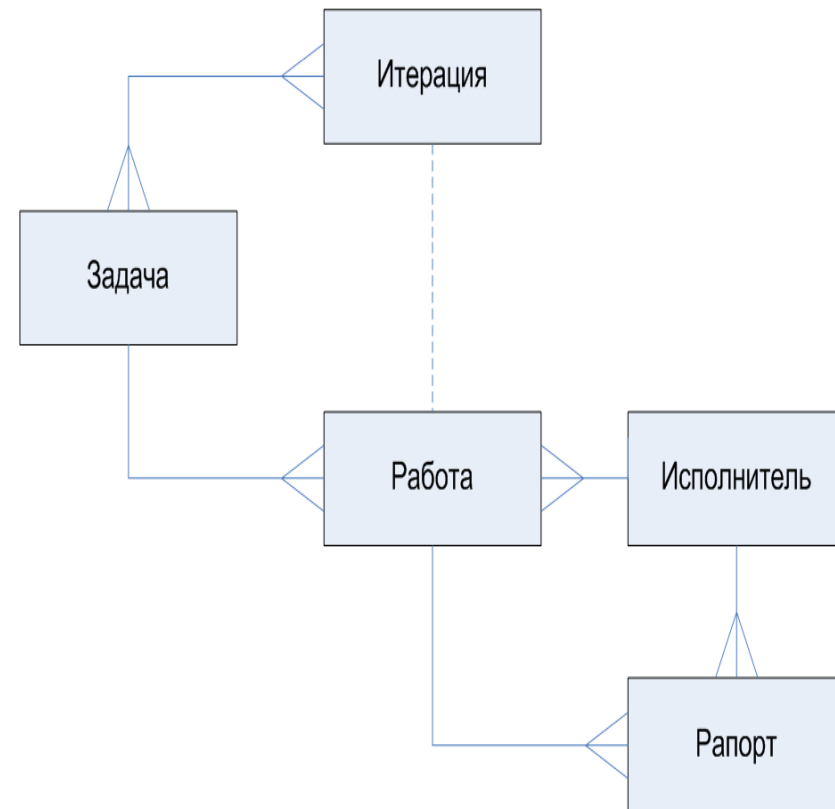 Итерация
Задача
Работа
Исполнитель
Рапорт